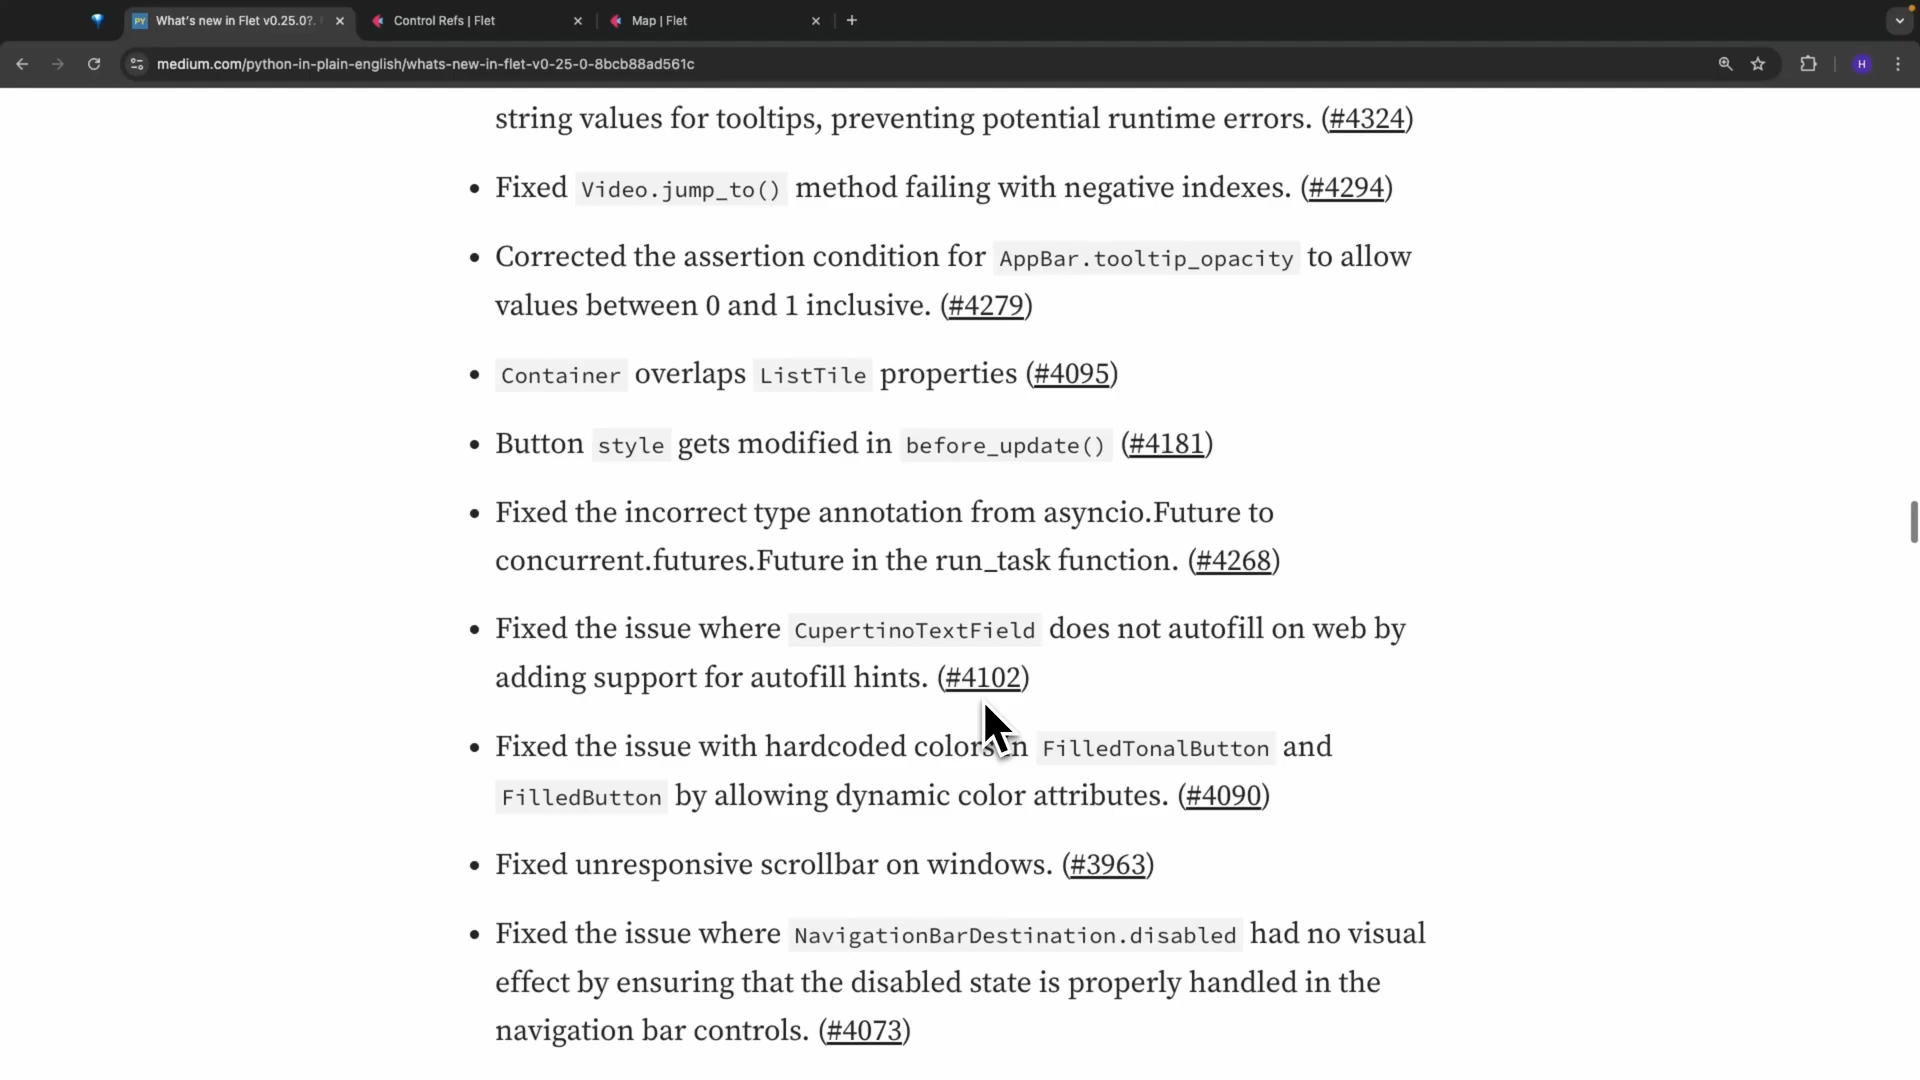 What's new in Flet v0.25.0?.
Control Refs | Flet
Map | Flet
medium.com/python-in-plain-english/whats-new-in-flet-v0-25-0-8bcb88ad561c
H
string values for tooltips, preventing potential runtime errors. (#4324)
• Fixed Video.jump_to() method failing with negative indexes. (#4294)
• Corrected the assertion condition for AppBar.tooltip_opacity to allow
values between 0 and 1 inclusive. (#4279)
• Container overlaps ListTile properties (#4095)
• Button style gets modified in before_update() (#4181)
• Fixed the incorrect type annotation from asyncio.Future to
concurrent.futures.Future in the run_task function. (#4268)
• Fixed the issue where CupertinoTextField does not autofill on web by
adding support for autofill hints. (#4102)
• Fixed the issue with hardcoded colors in FilledTonalButton and
FilledButton by allowing dynamic color attributes. (#4090)
• Fixed unresponsive scrollbar on windows. (#3963)
• Fixed the issue where NavigationBarDestination.disabled had no visual
effect by ensuring that the disabled state is properly handled in the
navigation bar controls. (#4073)